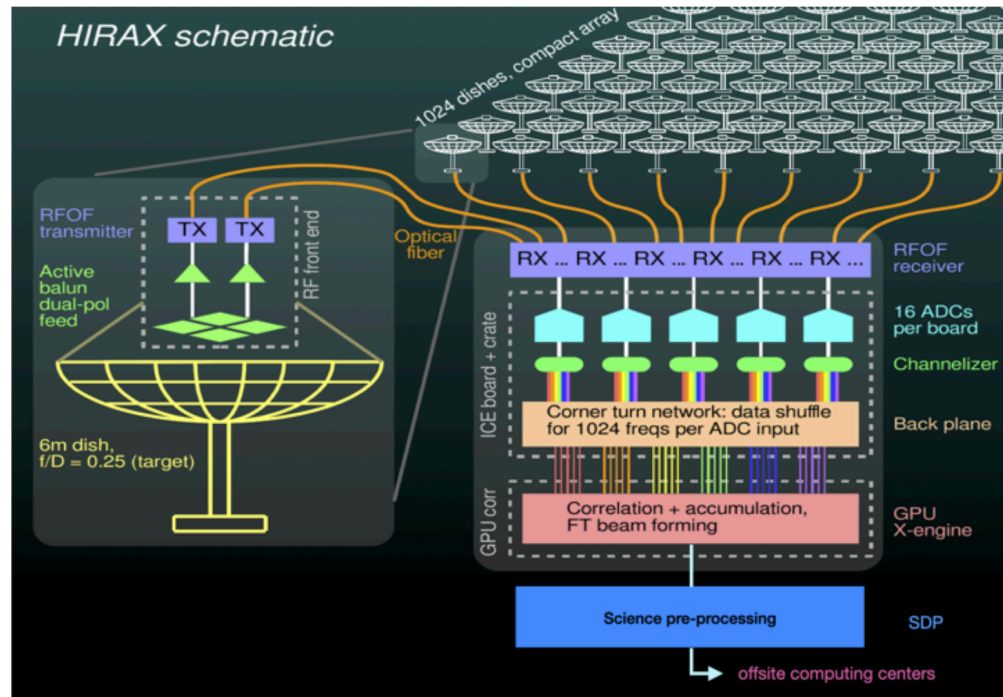 HIRAX schematic
1024 dishes, compact array
RFOF
transmitter
TX
TX
RF front end
Active
balun
dual-pol
feed
6m dish,
f/D = 0.25 (target)
Optical
fiber
RX ... RX ... RX ... RX ... RX ... RX ...
RFOF
receiver
ICE board + crate
16 ADCs
per board
Channelizer
Corner turn network: data shuffle
for 1024 freqs per ADC input
Back plane
GPU corr
Correlation + accumulation,
FT beam forming
GPU
X-engine
Science pre-processing
SDP
offsite computing centers